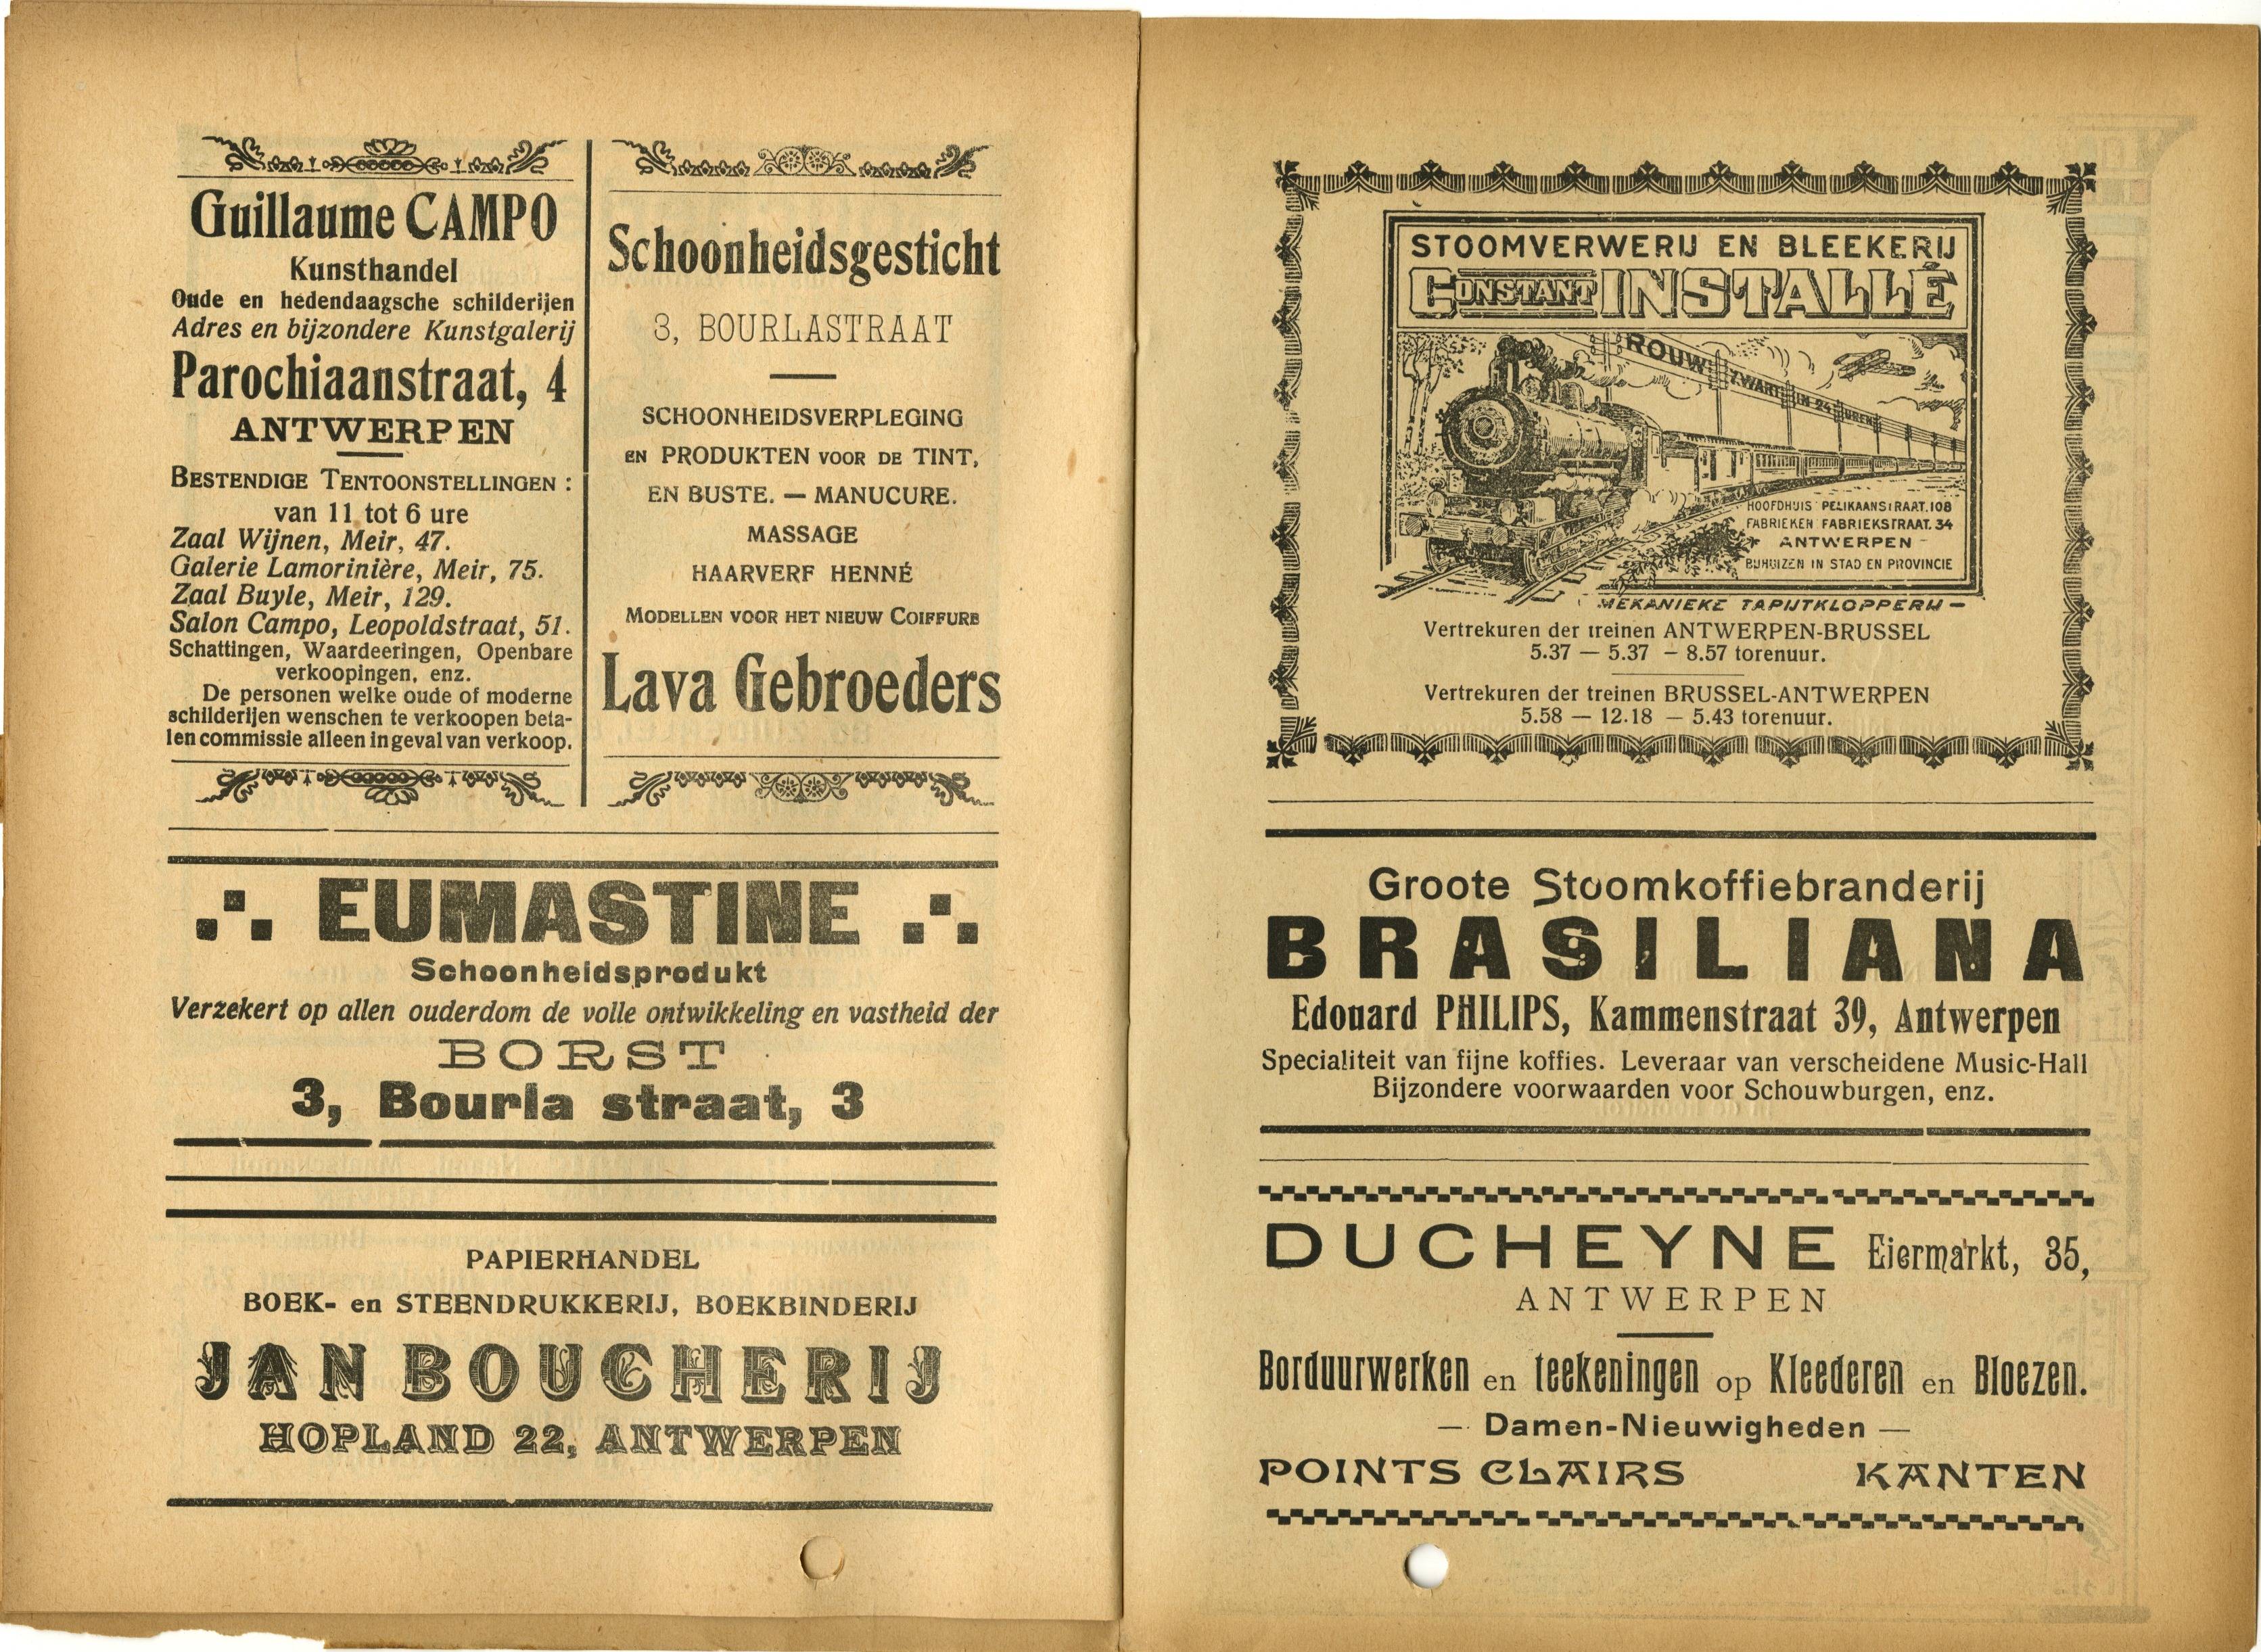 Guillaume CAMPO
Kunsthandel
Oude en hedendaagsche schilderijen
Adres en bijzondere Kunstgalerij
Parochiaanstraat, 4
ANTWERPEN
BESTENDIGE TENTOONSTELLINGEN :
van 11 tot 6 ure
Zaal Wijnen, Meir, 47.
Galerie Lamorinière, Meir, 75.
Zaal Buyle, Meir, 129.
Salon Campo, Leopoldstraat, 51.
Schattingen, Waardeeringen, Openbare
verkoopingen, enz.
De personen welke oude of moderne
schilderijen wenschen te verkoopen beta-
len commissie alleen in geval van verkoop.
Schoonheidsgesticht
3, BOURLASTRAAT
SCHOONHEIDSVERPLEGING
EN PRODUKTEN VOOR DE TINT,
EN BUSTE. — MANUCURE.
MASSAGE
HAARVERF HENNÉ
MODELLEN VOOR HET NIEUW COIFFURE
Lava Gebroeders
EUMASTINE
Schoonheidsprodukt
Verzekert op allen ouderdom de volle ontwikkeling en vastheid der
BORST
3, Bourla straat, 3
PAPIERHANDEL
BOEK- en STEENDRUKKERIJ, BOEKBINDERIJ
JAN BOUCHERIJ
HOPLAND 22, ANTWERPEN
STOOMVERWERIJ EN BLEEKERIJ
CONSTANT INSTALLÉ
ROUW ZWART IN 24 UREN
HOOFDHUIS PELIKAANSTRAAT. 108
FABRIEKEN FABRIEKSTRAAT. 34
ANTWERPEN
BIJHUIZEN IN STAD EN PROVINCIE
MEKANIEKE TAPIJTKLOPPERIJ —
Vertrekuren der treinen ANTWERPEN-BRUSSEL
5.37 — 5.37 — 8.57 torenuur.
Vertrekuren der treinen BRUSSEL-ANTWERPEN
5.58 — 12.18 — 5.43 torenuur.
Groote Stoomkoffiebranderij
BRASILIANA
Edouard PHILIPS, Kammenstraat 39, Antwerpen
Specialiteit van fijne koffies. Leveraar van verscheidene Music-Hall
Bijzondere voorwaarden voor Schouwburgen, enz.
DUCHEYNE Eiermarkt, 35,
ANTWERPEN
Borduurwerken en teekeningen op Kleederen en Bloezen.
— Damen-Nieuwigheden —
POINTS CLAIRS KANTEN